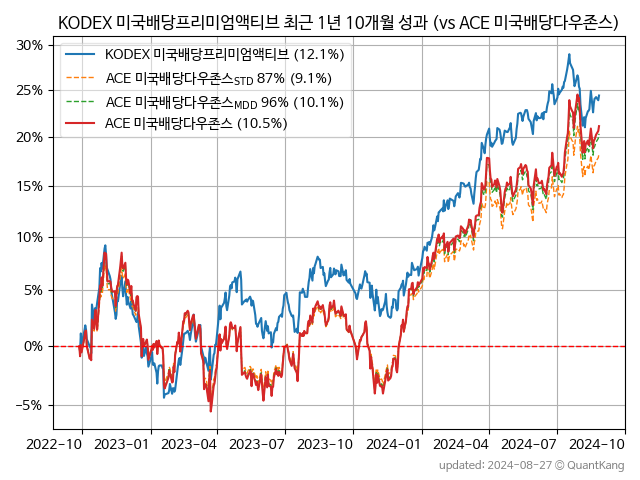 KODEX 미국배당프리미엄액티브 최근 1년 10개월 성과 (vs ACE 미국배당다우존스)
KODEX 미국배당프리미엄액티브 (12.1%)
ACE 미국배당다우존스STD 87% (9.1%)
ACE 미국배당다우존스MDD 96% (10.1%)
ACE 미국배당다우존스 (10.5%)
30%
25%
20%
15%
10%
5%
0%
−5%
2022-10 2023-01 2023-04 2023-07 2023-10 2024-01 2024-04 2024-07 2024-10
updated: 2024-08-27 © QuantKang